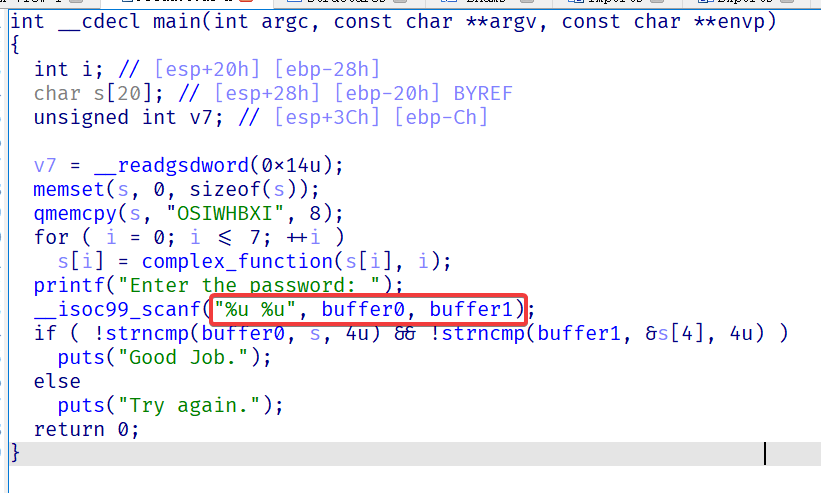 int __cdecl main(int argc, const char **argv, const char **envp)
{
int i; // [esp+20h] [ebp-28h]
char s[20]; // [esp+28h] [ebp-20h] BYREF
unsigned int v7; // [esp+3Ch] [ebp-Ch]
v7 = __readgsdword(0×14u);
memset(s, 0, sizeof(s));
qmemcpy(s, "OSIWHBXI", 8);
for ( i = 0; i <= 7; ++i )
s[i] = complex_function(s[i], i);
printf("Enter the password: ");
__isoc99_scanf("%u %u", buffer0, buffer1);
if ( !strncmp(buffer0, s, 4u) && !strncmp(buffer1, &s[4], 4u) )
puts("Good Job.");
else
puts("Try again.");
return 0;
}